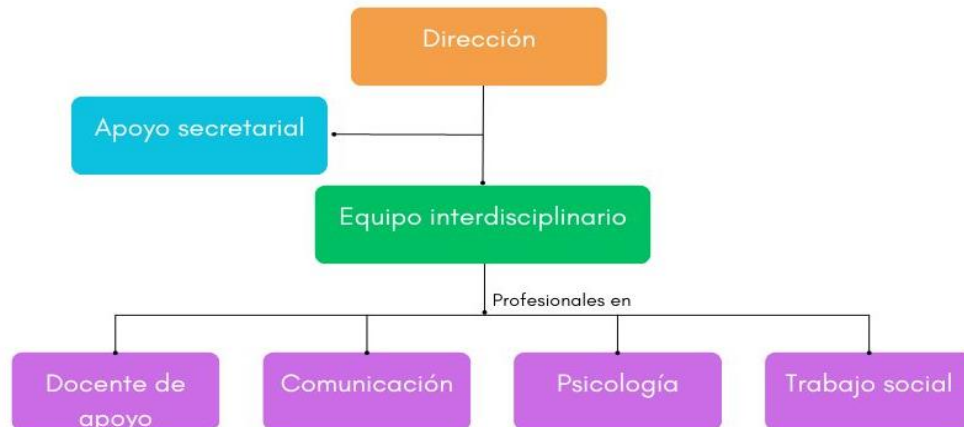 Dirección
Apoyo secretarial
Equipo interdisciplinario
Profesionales en
Docente de
apoyo
Comunicación
Psicología
Trabajo social